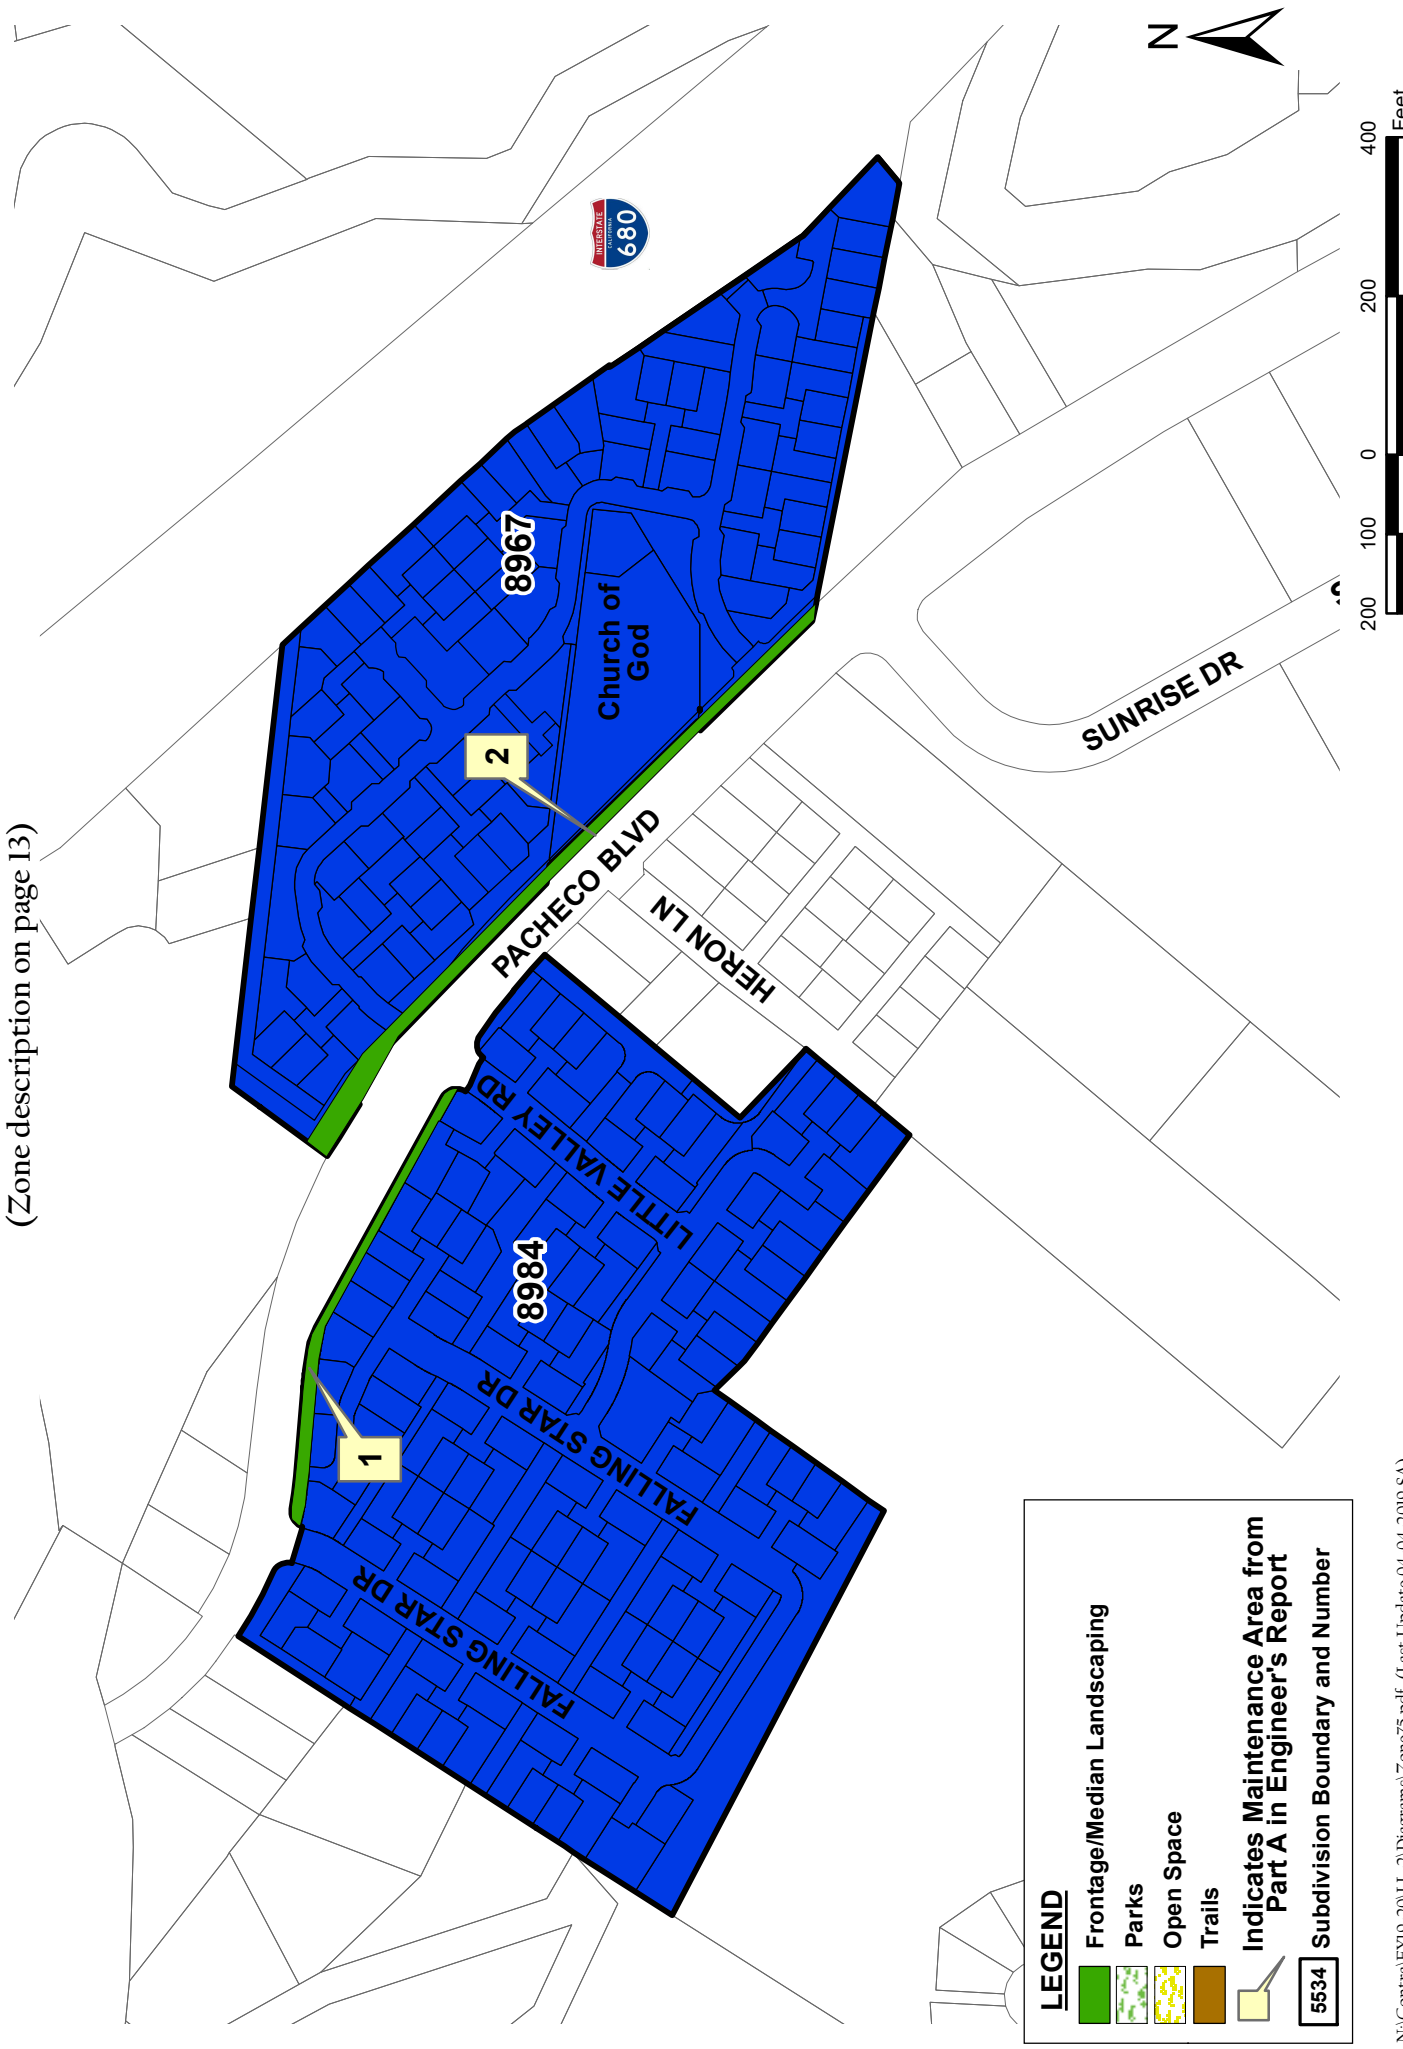 (Zone description on page 13)
N
INTERSTATE
CALIFORNIA
680
8967
Church of
God
2
PACHECO BLVD
HERON LN
SUNRISE DR
LITTLE VALLEY RD
8984
1
FALLING STAR DR
FALLING STAR DR
200 100 0 200 400
Feet
LEGEND
Frontage/Median Landscaping
Parks
Open Space
Trails
Indicates Maintenance Area from
Part A in Engineer's Report
5534 Subdivision Boundary and Number